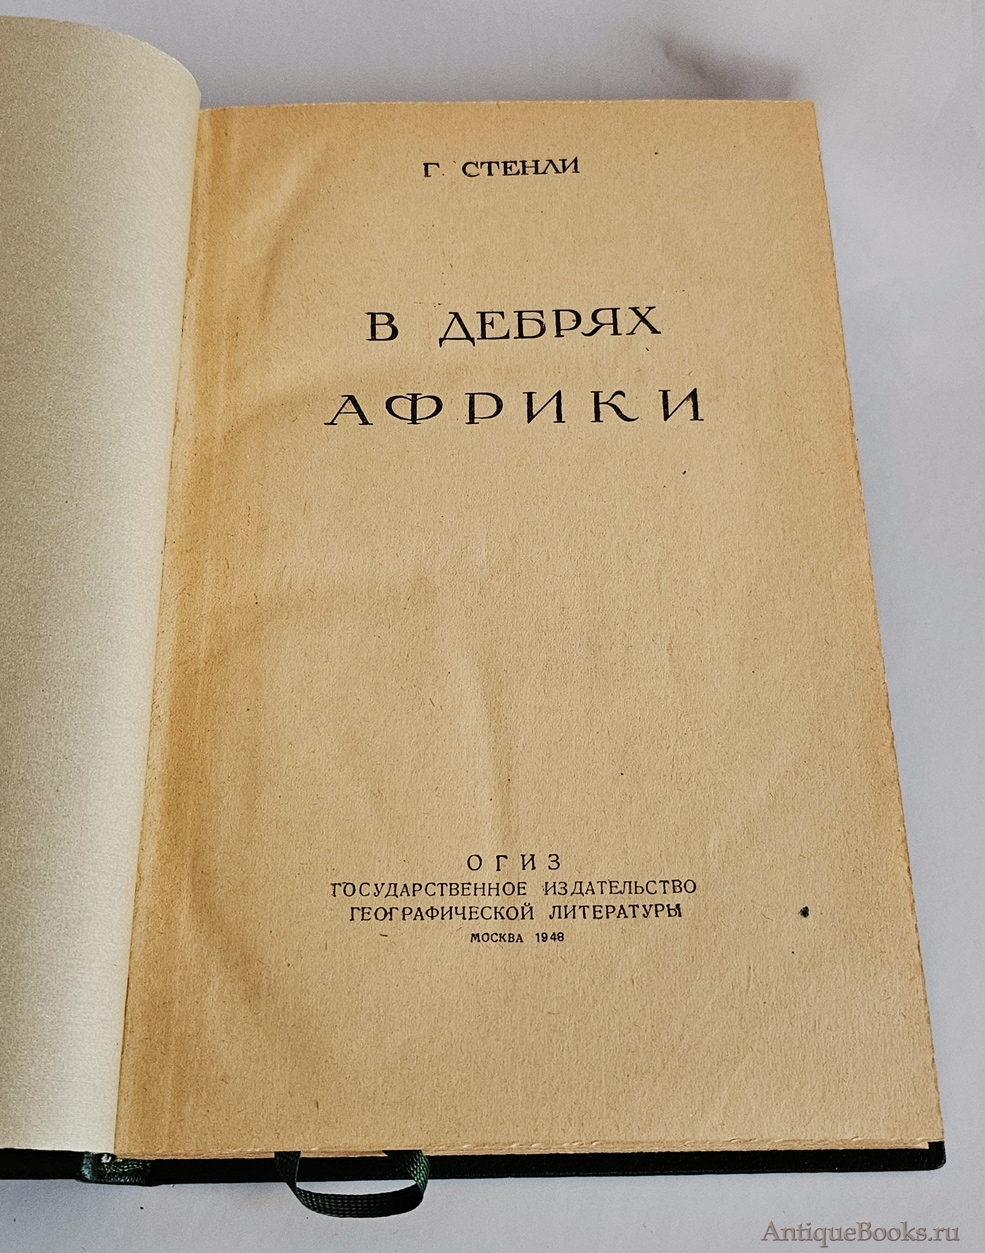 Г. СТЕНЛИ
В ДЕБРЯХ
АФРИКИ
ОГИЗ
ГОСУДАРСТВЕННОЕ ИЗДАТЕЛЬСТВО
ГЕОГРАФИЧЕСКОЙ ЛИТЕРАТУРЫ
МОСКВА 1948
AntiqueBooks.ru